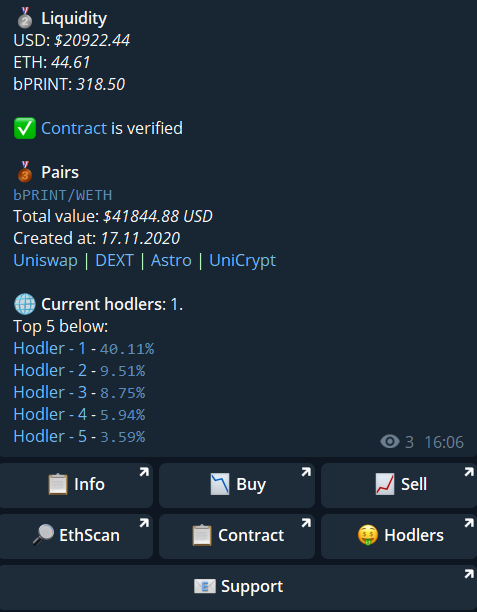 Liquidity
USD: $20922.44
ETH: 44.61
bPRINT: 318.50
Contract is verified
Pairs
bPRINT/WETH
Total value: $41844.88 USD
Created at: 17.11.2020
Uniswap | DEXT | Astro | UniCrypt
Current hodlers: 1.
Top 5 below:
Hodler - 1 - 40.11%
Hodler - 2 - 9.51%
Hodler - 3 - 8.75%
Hodler - 4 - 5.94%
Hodler - 5 - 3.59%
3 16:06
Info
Buy
Sell
EthScan
Contract
Hodlers
Support